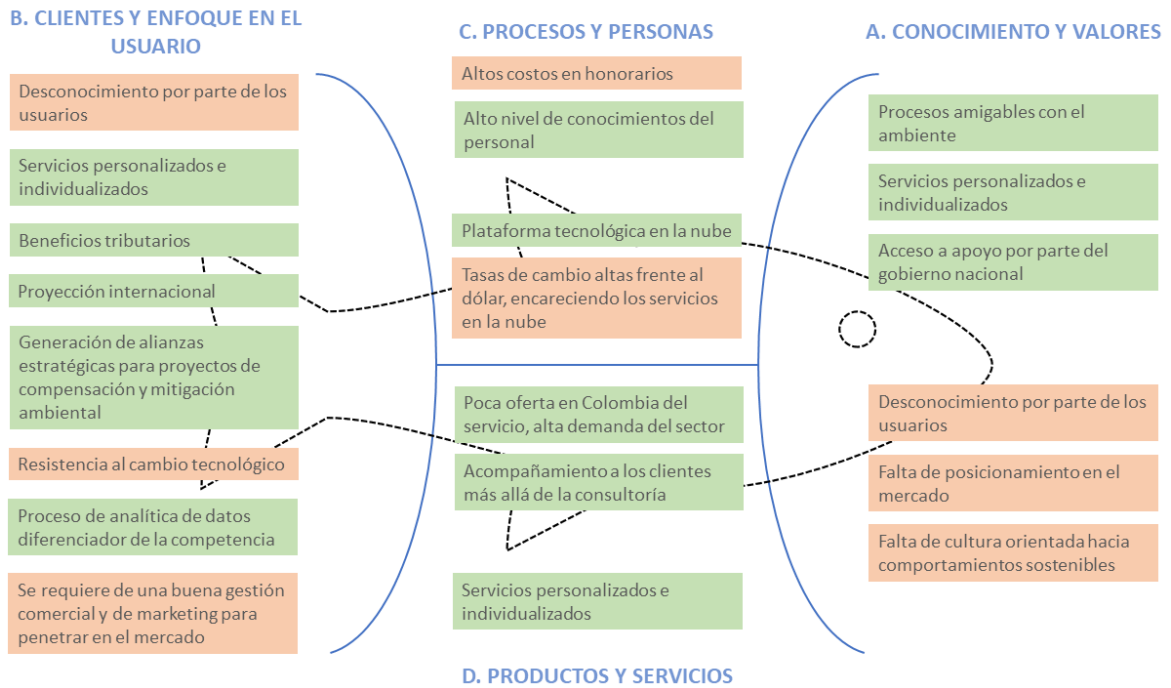 B. CLIENTES Y ENFOQUE EN EL
USUARIO
Desconocimiento por parte de los
usuarios
Servicios personalizados e
individualizados
Beneficios tributarios
Proyección internacional
Generación de alianzas
estratégicas para proyectos de
compensación y mitigación
ambiental
Resistencia al cambio tecnológico
Proceso de analítica de datos
diferenciador de la competencia
Se requiere de una buena gestión
comercial y de marketing para
penetrar en el mercado
C. PROCESOS Y PERSONAS
Altos costos en honorarios
Alto nivel de conocimientos del
personal
Plataforma tecnológica en la nube
Tasas de cambio altas frente al
dólar, encareciendo los servicios
en la nube
Poca oferta en Colombia del
servicio, alta demanda del sector
Acompañamiento a los clientes
más allá de la consultoría
Servicios personalizados e
individualizados
D. PRODUCTOS Y SERVICIOS
A. CONOCIMIENTO Y VALORES
Procesos amigables con el
ambiente
Servicios personalizados e
individualizados
Acceso a apoyo por parte del
gobierno nacional
Desconocimiento por parte de los
usuarios
Falta de posicionamiento en el
mercado
Falta de cultura orientada hacia
comportamientos sostenibles